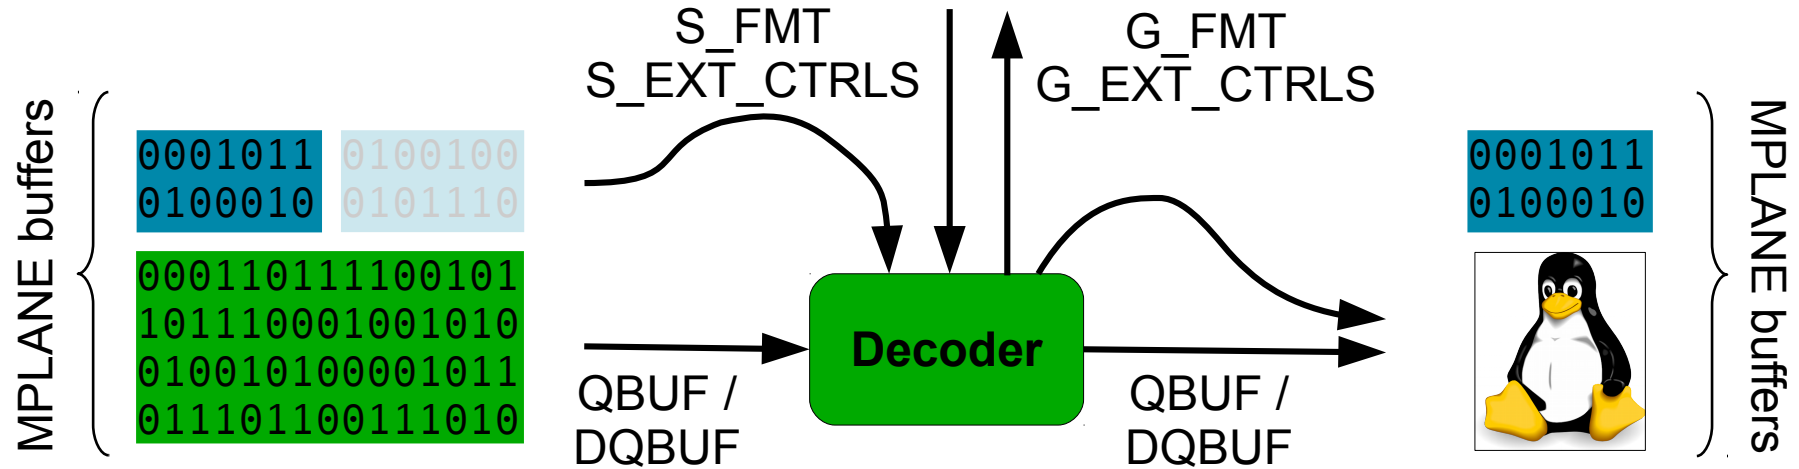 MPLANE buffers
0001011
0100010
0100100
0101110
000110111100101
101110001001010
010010100001011
011101100111010
S_FMT
S_EXT_CTRLS
QBUF /
DQBUF
Decoder
G_FMT
G_EXT_CTRLS
QBUF /
DQBUF
0001011
0100010
MPLANE buffers